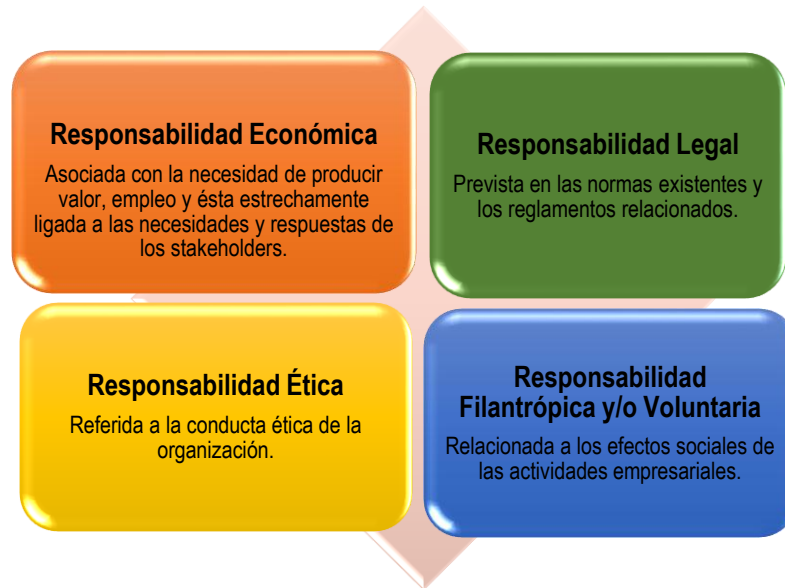 Responsabilidad Económica
Asociada con la necesidad de producir
valor, empleo y ésta estrechamente
ligada a las necesidades y respuestas de
los stakeholders.
Responsabilidad Legal
Prevista en las normas existentes y
los reglamentos relacionados.
Responsabilidad Ética
Referida a la conducta ética de la
organización.
Responsabilidad
Filantrópica y/o Voluntaria
Relacionada a los efectos sociales de
las actividades empresariales.